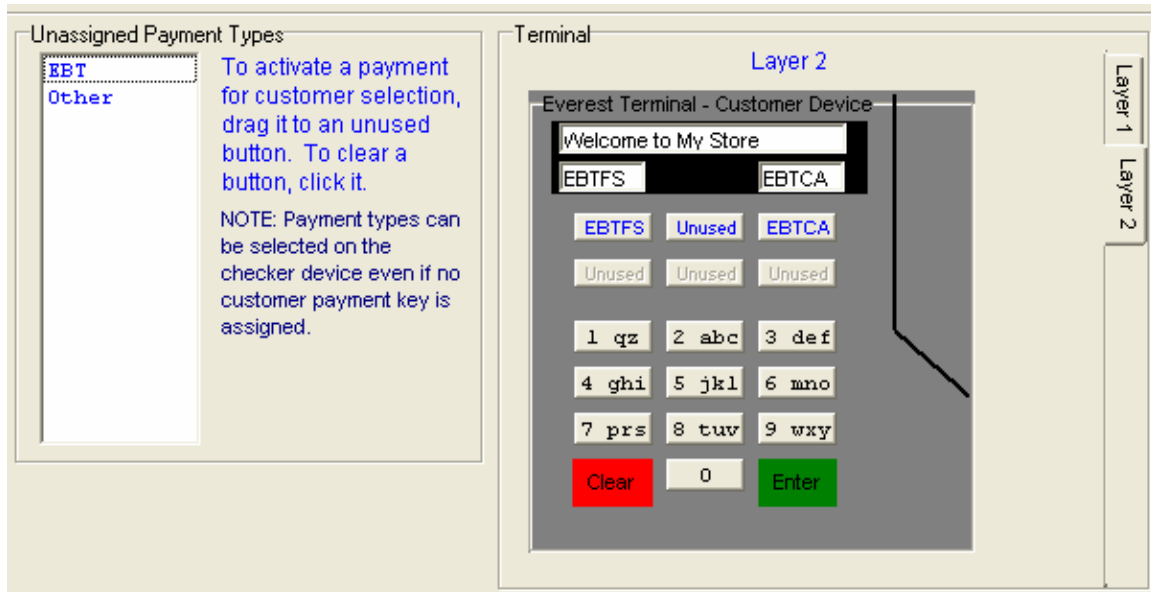 Unassigned Payment Types
EBT
Other
To activate a payment
for customer selection,
drag it to an unused
button. To clear a
button, click it.
NOTE: Payment types can
be selected on the
checker device even if no
customer payment key is
assigned.
Terminal
Layer 2
Everest Terminal - Customer Device
Welcome to My Store
EBTFS EBTCA
EBTFS Unused EBTCA
Unused Unused Unused
1 qz 2 abc 3 def
4 ghi 5 jkl 6 mno
7 prs 8 tuv 9 wxy
Clear 0 Enter
Layer 1
Layer 2